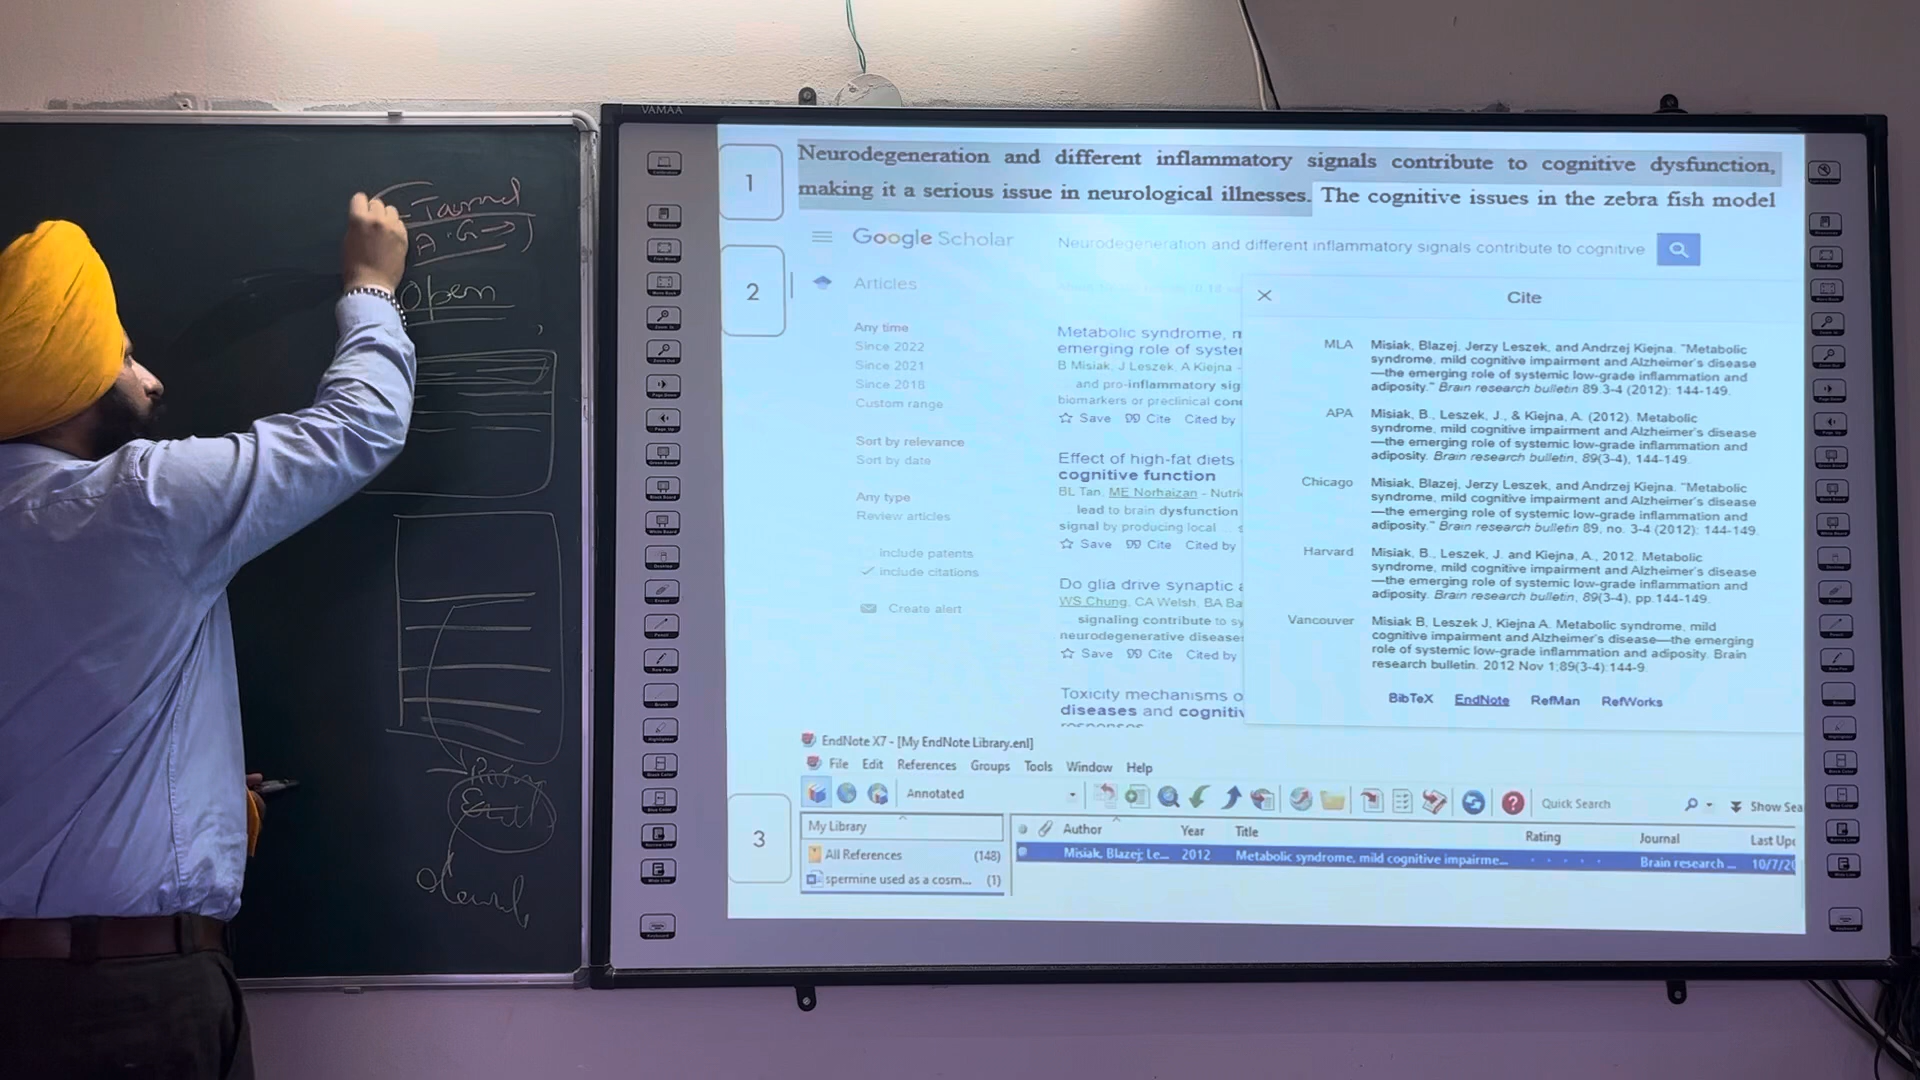 VAMAA
Open
1
Neurodegeneration and different inflammatory signals contribute to cognitive dysfunction,
making it a serious issue in neurological illnesses. The cognitive issues in the zebra fish model
2
Google Scholar
Neurodegeneration and different inflammatory signals contribute to cognitive
Articles
Any time
Since 2022
Since 2021
Since 2018
Custom range
Sort by relevance
Sort by date
Any type
Review articles
include patents
include citations
Create alert
Metabolic syndrome, m
emerging role of syster
B Misiak, J Leszek, A Kiejna -
and pro-inflammatory sig
biomarkers or preclinical con
Save Cite Cited by
Effect of high-fat diets
cognitive function
BL Tan, ME Norhaizan - Nutri
lead to brain dysfunction
signal by producing local ...
Save Cite Cited by
Do glia drive synaptic a
WS Chung, CA Welsh, BA Ba
signaling contribute to sy
neurodegenerative disease
Save Cite Cited by
Toxicity mechanisms o
diseases and cognitiv
Cite
MLA
Misiak, Blazej, Jerzy Leszek, and Andrzej Kiejna. "Metabolic
syndrome, mild cognitive impairment and Alzheimer's disease
—the emerging role of systemic low-grade inflammation and
adiposity." Brain research bulletin 89.3-4 (2012): 144-149.
APA
Misiak, B., Leszek, J., & Kiejna, A. (2012). Metabolic
syndrome, mild cognitive impairment and Alzheimer's disease
—the emerging role of systemic low-grade inflammation and
adiposity. Brain research bulletin, 89(3-4), 144-149.
Chicago
Misiak, Blazej, Jerzy Leszek, and Andrzej Kiejna. "Metabolic
syndrome, mild cognitive impairment and Alzheimer's disease
—the emerging role of systemic low-grade inflammation and
adiposity." Brain research bulletin 89, no. 3-4 (2012): 144-149.
Harvard
Misiak, B., Leszek, J. and Kiejna, A., 2012. Metabolic
syndrome, mild cognitive impairment and Alzheimer's disease
—the emerging role of systemic low-grade inflammation and
adiposity. Brain research bulletin, 89(3-4), pp.144-149.
Vancouver
Misiak B, Leszek J, Kiejna A. Metabolic syndrome, mild
cognitive impairment and Alzheimer's disease—the emerging
role of systemic low-grade inflammation and adiposity. Brain
research bulletin. 2012 Nov 1;89(3-4):144-9.
BibTeX EndNote RefMan RefWorks
3
EndNote X7 - [My EndNote Library.enl]
File Edit References Groups Tools Window Help
Annotated
Quick Search
Show Sea
My Library
All References (148)
spermine used as a cosm... (1)
Author Year Title Rating Journal Last Up
Misiak, Blazej; Le... 2012 Metabolic syndrome, mild cognitive impairme... Brain research ... 10/7/20